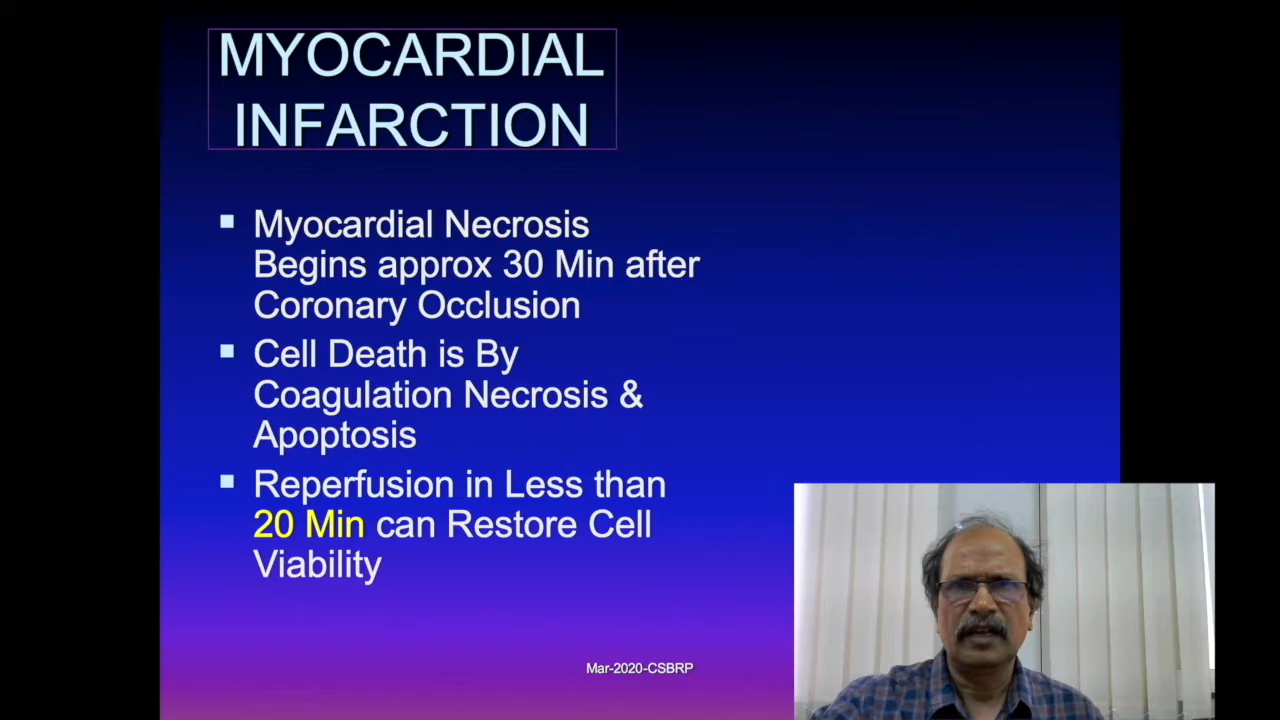 MYOCARDIAL
INFARCTION
Myocardial Necrosis
Begins approx 30 Min after
Coronary Occlusion
Cell Death is By
Coagulation Necrosis &
Apoptosis
Reperfusion in Less than
20 Min can Restore Cell
Viability
Mar-2020-CSBRP